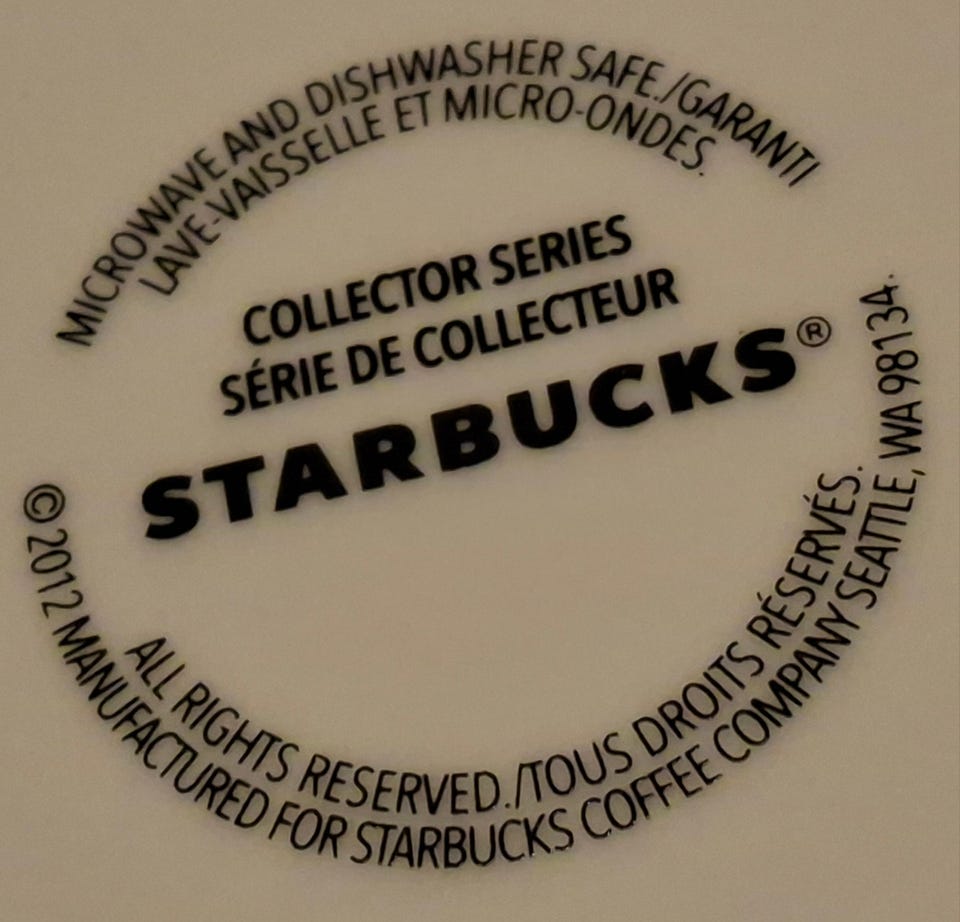 MICROWAVE AND DISHWASHER SAFE./GARANTI
LAVE-VAISSELLE ET MICRO-ONDES.
COLLECTOR SERIES
SÉRIE DE COLLECTEUR
STARBUCKS®
ALL RIGHTS RESERVED./TOUS DROITS RÉSERVÉS.
© 2012 MANUFACTURED FOR STARBUCKS COFFEE COMPANY SEATTLE, WA 98134.